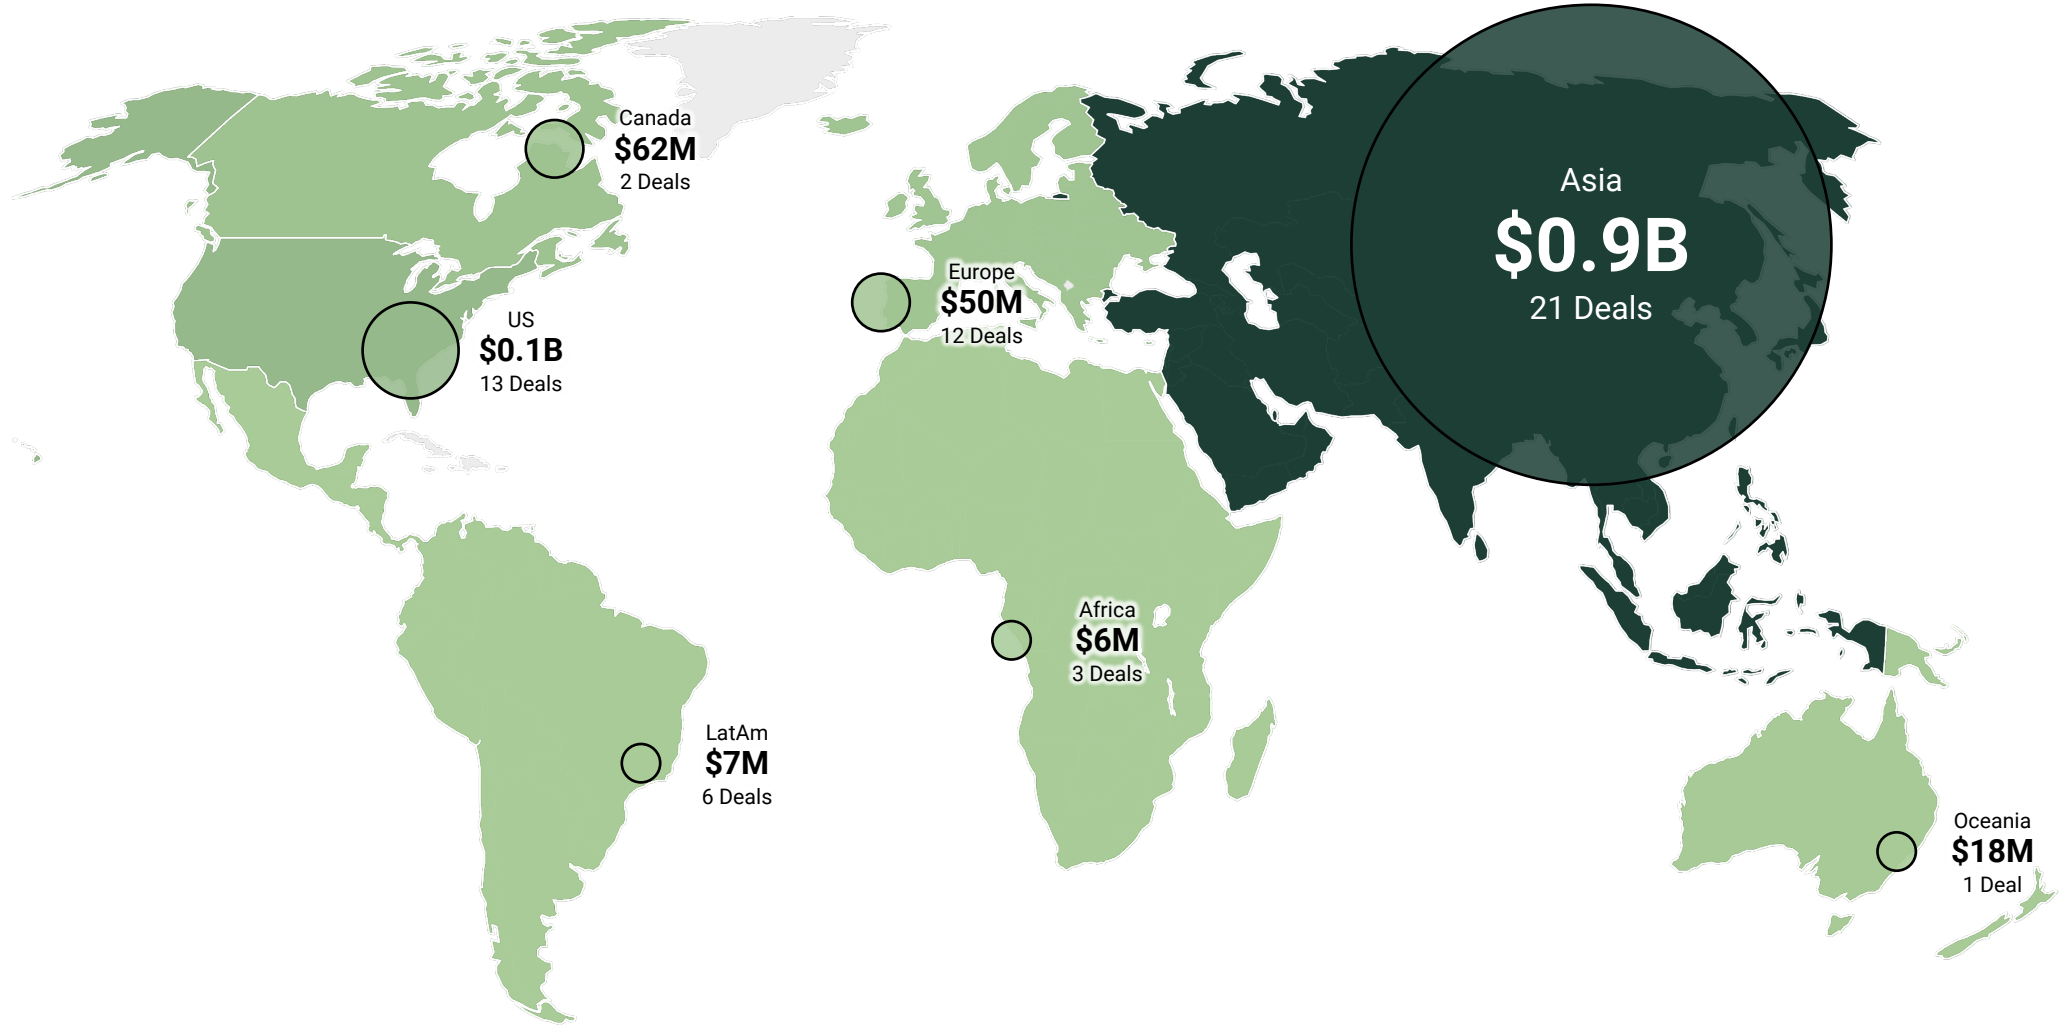 Canada
$62M
2 Deals
Asia
$0.9B
21 Deals
Europe
$50M
12 Deals
US
$0.1B
13 Deals
Africa
$6M
3 Deals
LatAm
$7M
6 Deals
Oceania
$18M
1 Deal